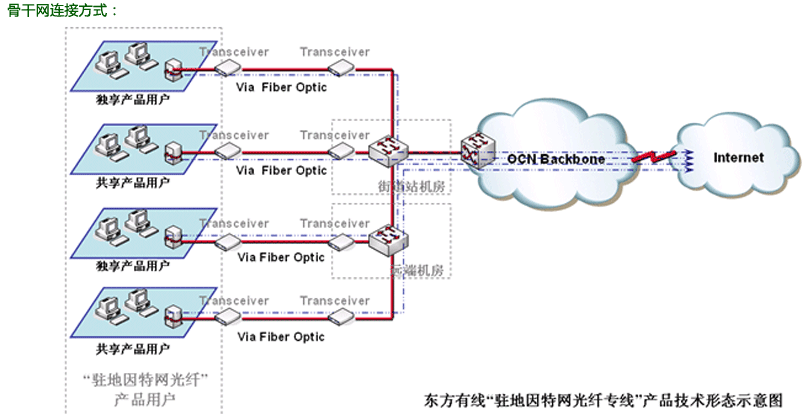 骨干网连接方式：
Transceiver
Transceiver
Via Fiber Optic
独享产品用户
Transceiver
Transceiver
Via Fiber Optic
共享产品用户
街道站机房
OCN Backbone
Internet
Transceiver
Transceiver
Via Fiber Optic
独享产品用户
远端机房
Transceiver
Transceiver
Via Fiber Optic
共享产品用户
“驻地因特网光纤”
产品用户
东方有线“驻地因特网光纤专线”产品技术形态示意图